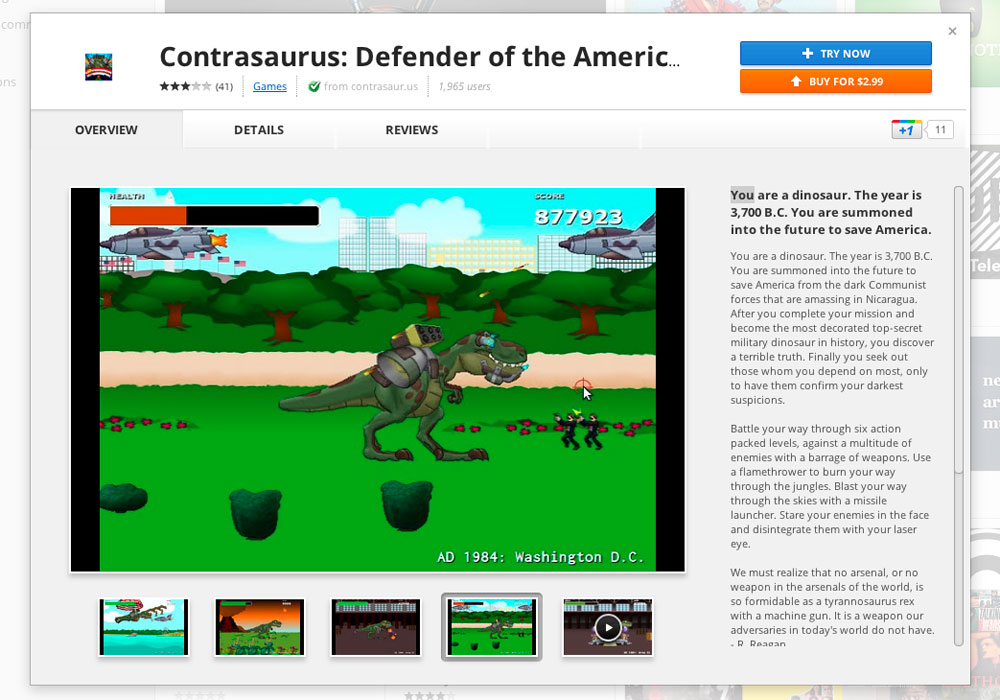 Contrasaurus: Defender of the Americ...
(41)
Games
from contrasaur.us
1,965 users
TRY NOW
BUY FOR $2.99
OVERVIEW
DETAILS
REVIEWS
+1
11
HEALTH
SCORE
877923
AD 1984: Washington D.C.
You are a dinosaur. The year is
3,700 B.C. You are summoned
into the future to save America.
You are a dinosaur. The year is 3,700 B.C.
You are summoned into the future to
save America from the dark Communist
forces that are amassing in Nicaragua.
After you complete your mission and
become the most decorated top-secret
military dinosaur in history, you discover
a terrible truth. Finally you seek out
those whom you depend on most, only
to have them confirm your darkest
suspicions.
Battle your way through six action
packed levels, against a multitude of
enemies with a barrage of weapons. Use
a flamethrower to burn your way
through the jungles. Blast your way
through the skies with a missile
launcher. Stare your enemies in the face
and disintegrate them with your laser
eye.
We must realize that no arsenal, or no
weapon in the arsenals of the world, is
so formidable as a tyrannosaurus rex
with a machine gun. It is a weapon our
adversaries in today's world do not have.
- R. Reagan